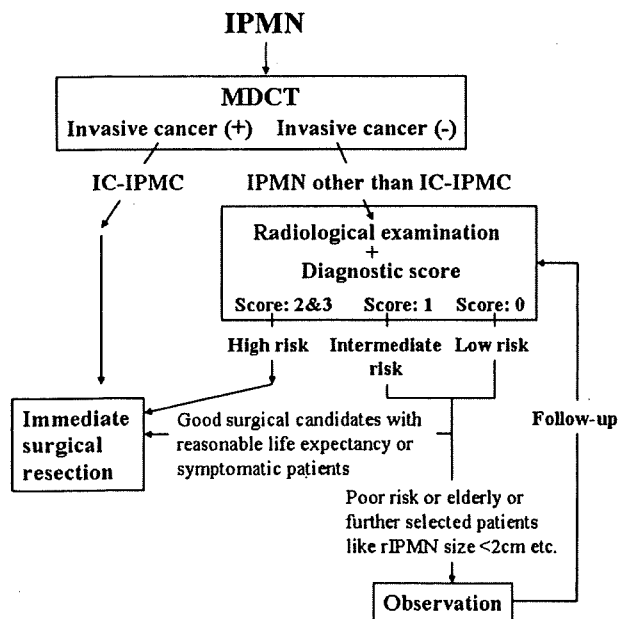 IPMN
MDCT
Invasive cancer (+) Invasive cancer (-)
IC-IPMC
IPMN other than IC-IPMC
Radiological examination
+
Diagnostic score
Score: 2&3 Score: 1 Score: 0
High risk
Intermediate
risk
Low risk
Immediate
surgical
resection
Good surgical candidates with
reasonable life expectancy or
symptomatic patients
Follow-up
Poor risk or elderly or
further selected patients
like rIPMN size <2cm etc.
Observation